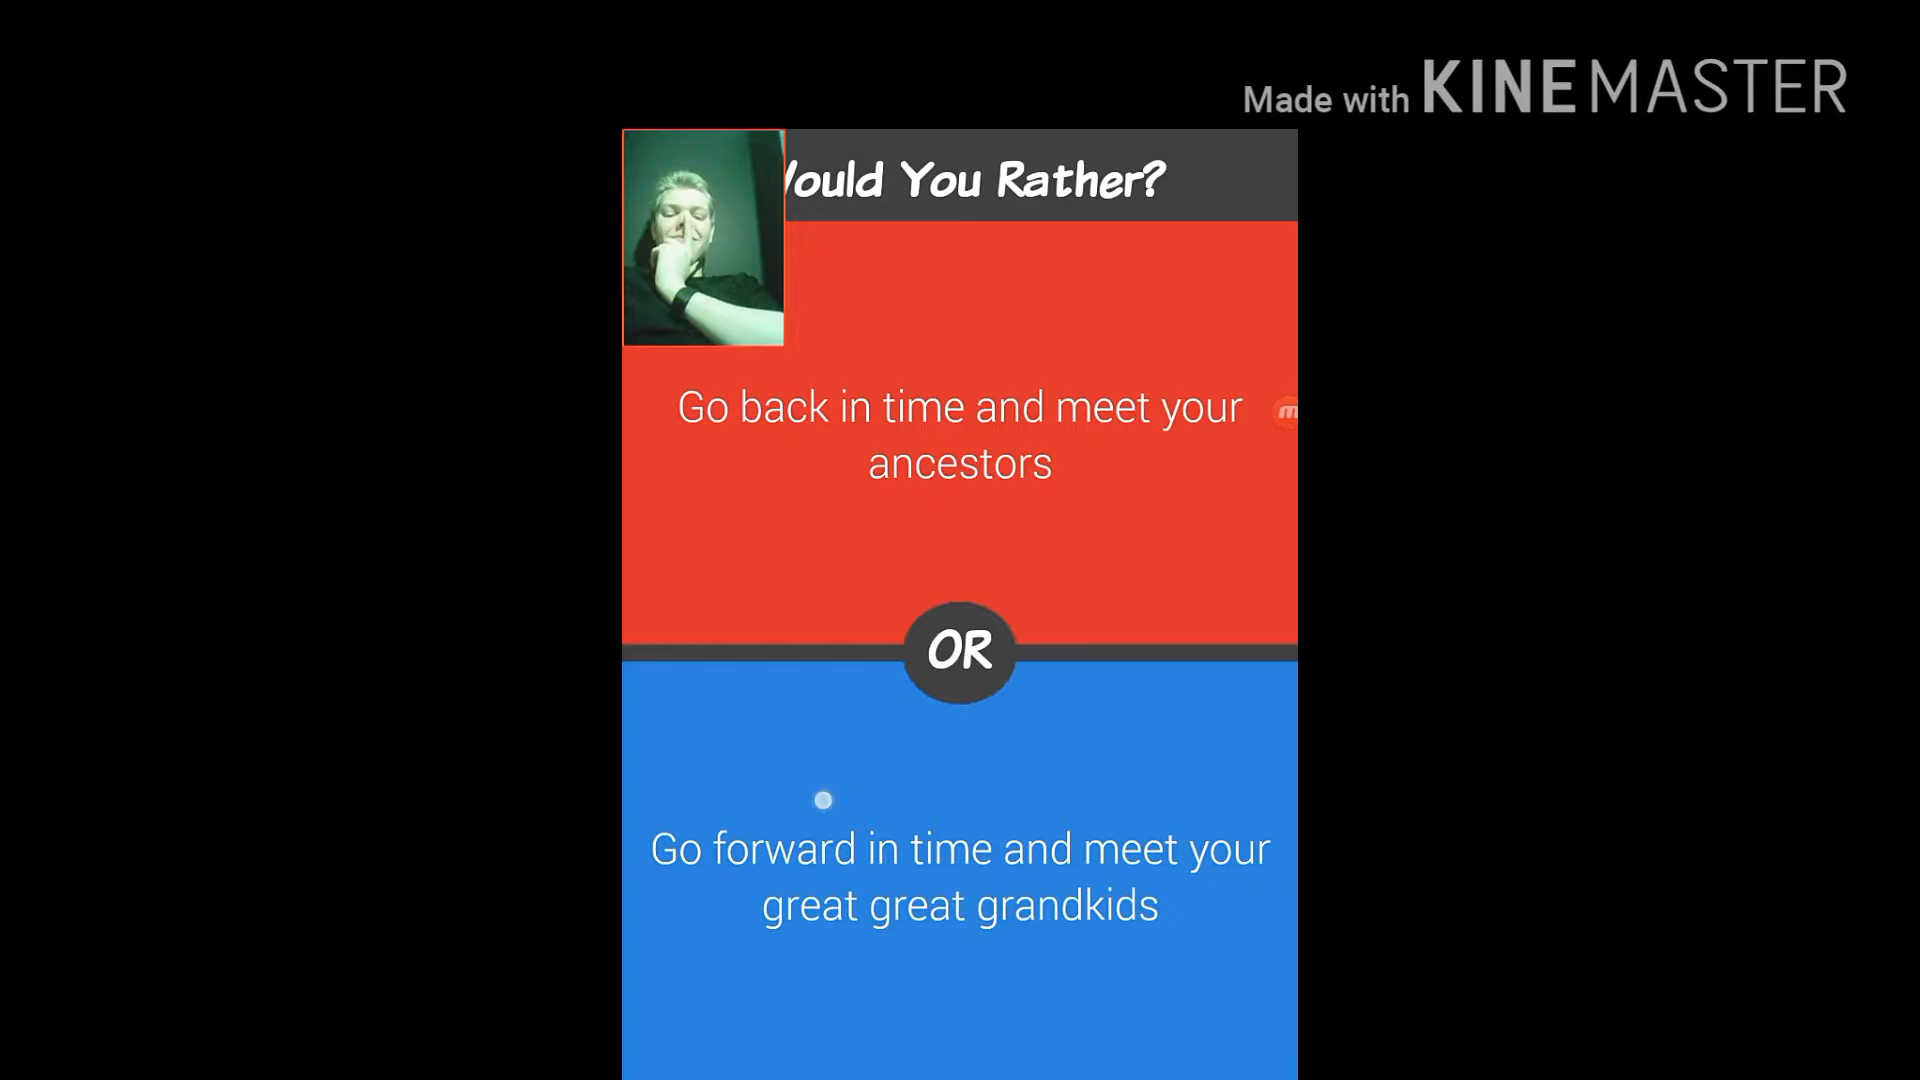 Made with KINEMASTER
Would You Rather?
Go back in time and meet your
ancestors
m
OR
Go forward in time and meet your
great great grandkids